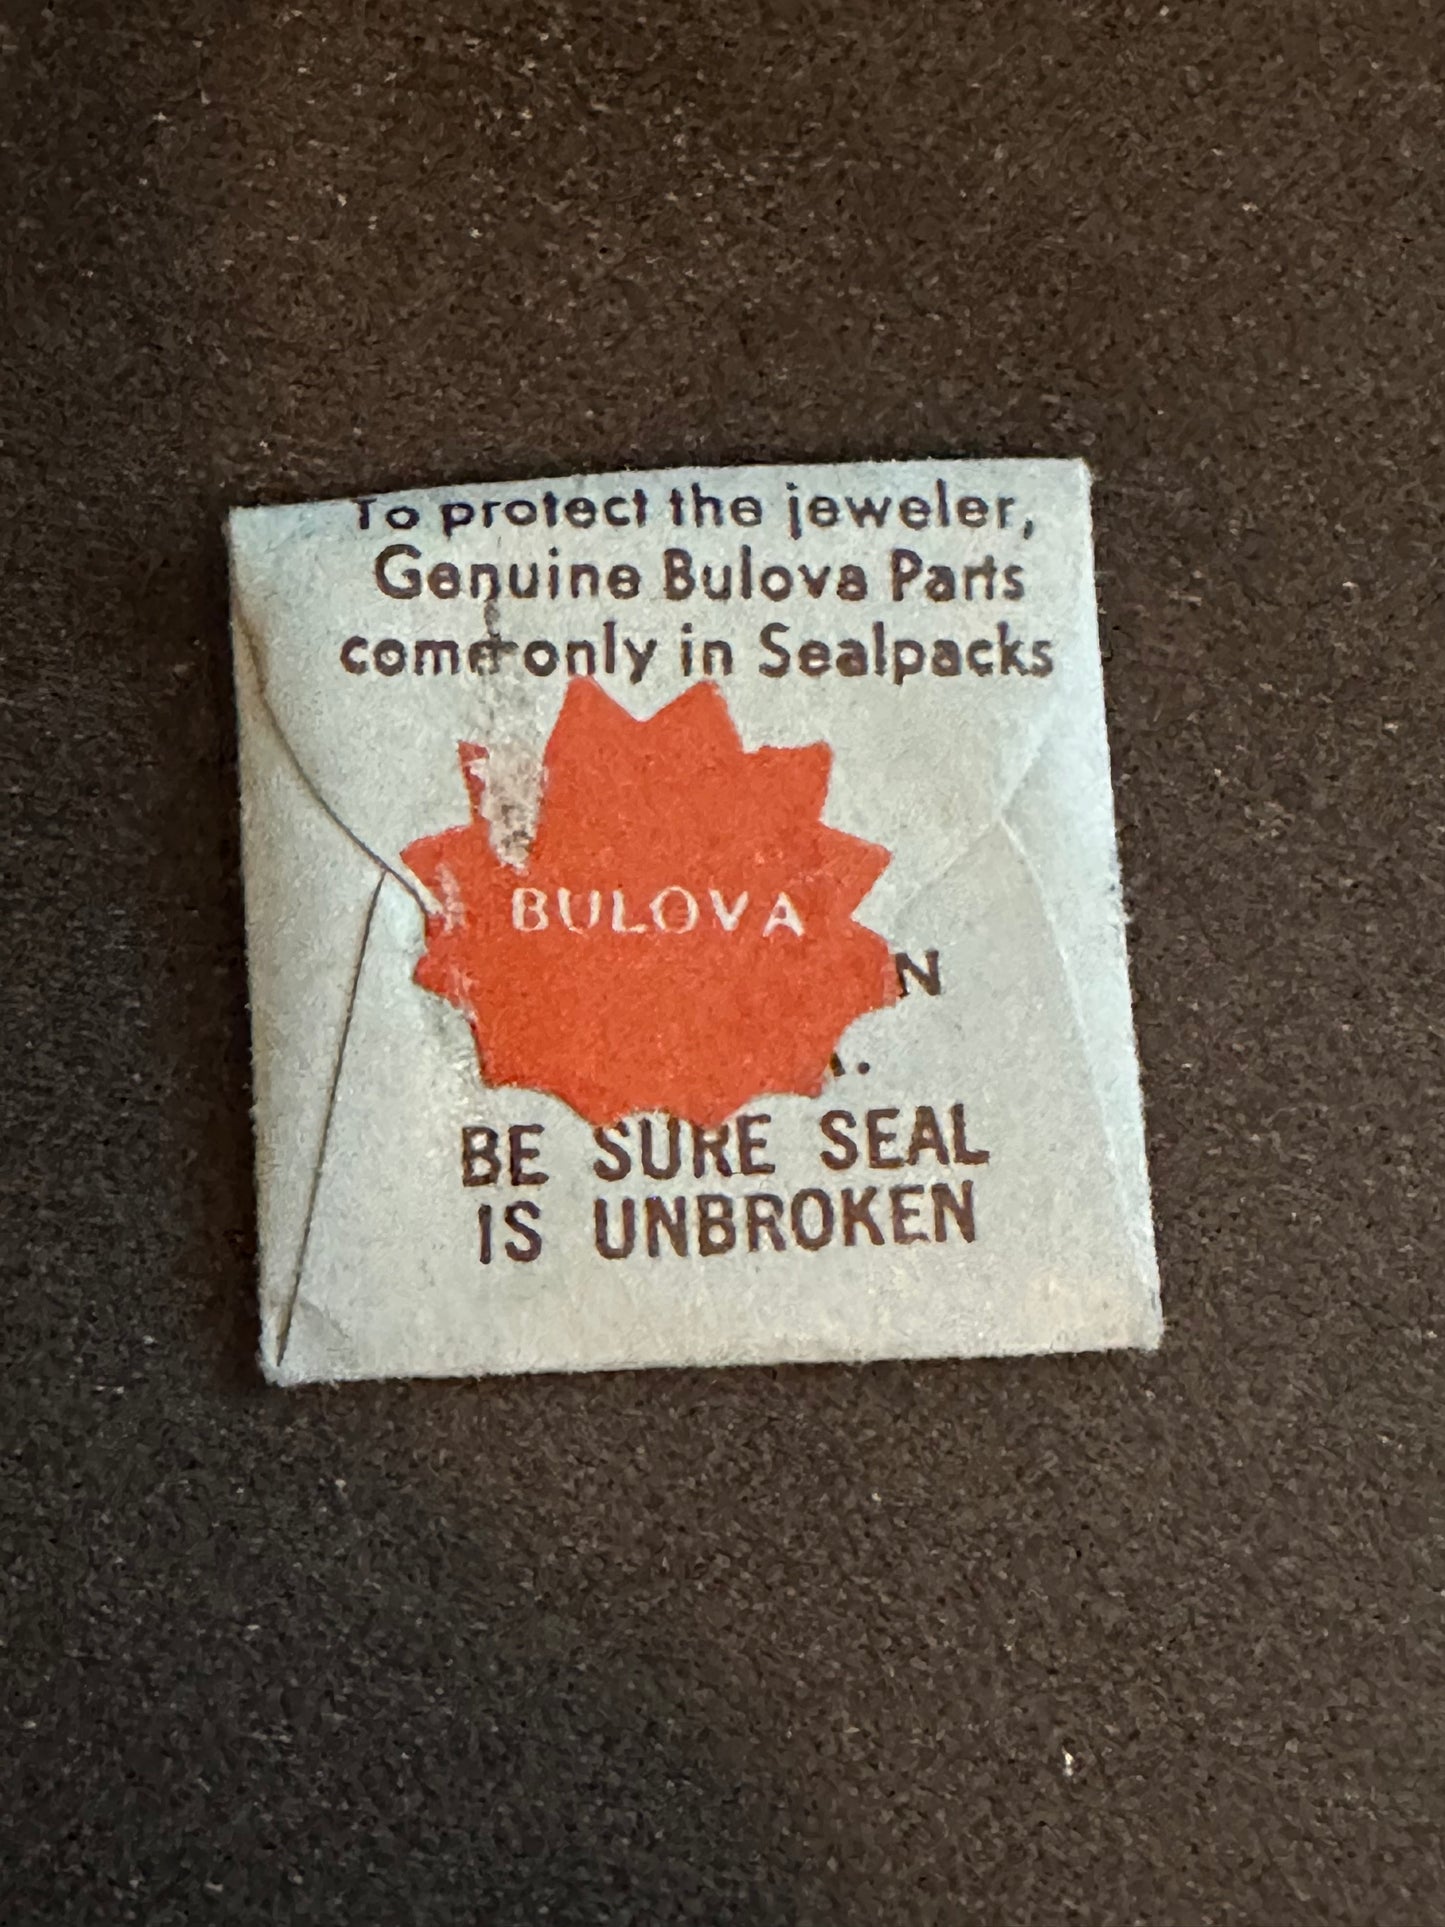 To protect the jeweler,
Genuine Bulova Parts
come only in Sealpacks
BULOVA
BE SURE SEAL
IS UNBROKEN